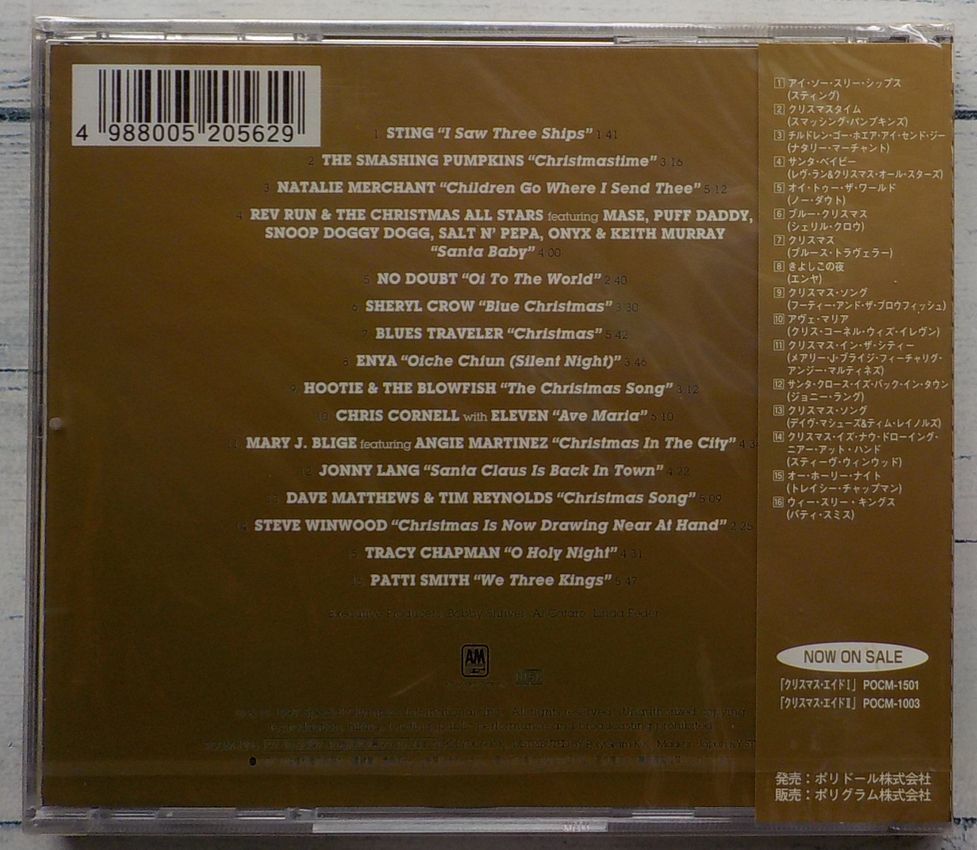 4 988005 205629
1 STING "I Saw Three Ships" 1:41
2 THE SMASHING PUMPKINS "Christmastime" 3:16
3 NATALIE MERCHANT "Children Go Where I Send Thee" 5:12
4 REV RUN & THE CHRISTMAS ALL STARS featuring MASE, PUFF DADDY,
SNOOP DOGGY DOGG, SALT N' PEPA, ONYX & KEITH MURRAY
"Santa Baby" 4:00
5 NO DOUBT "Oi To The World" 2:40
6 SHERYL CROW "Blue Christmas" 3:30
7 BLUES TRAVELER "Christmas" 5:42
8 ENYA "Oiche Chiun (Silent Night)" 3:46
9 HOOTIE & THE BLOWFISH "The Christmas Song" 3:12
10 CHRIS CORNELL with ELEVEN "Ave Maria" 5:10
11 MARY J. BLIGE featuring ANGIE MARTINEZ "Christmas In The City"
12 JONNY LANG "Santa Claus Is Back In Town" 4:22
13 DAVE MATTHEWS & TIM REYNOLDS "Christmas Song" 5:09
14 STEVE WINWOOD "Christmas Is Now Drawing Near At Hand" 2:25
15 TRACY CHAPMAN "O Holy Night" 4:31
16 PATTI SMITH "We Three Kings" 5:47
Executive Producers: Bobby Shriver, Al Cafaro, Linda Feder
A&M
1 アイ・ソー・スリー・シップス
(スティング)
2 クリスマスタイム
(スマッシング・パンプキンズ)
3 チルドレン・ゴー・ホエア・アイ・センド・ジー
(ナタリー・マーチャント)
4 サンタ・ベイビー
(レヴ・ラン&クリスマス・オール・スターズ)
5 オイ・トゥー・ザ・ワールド
(ノー・ダウト)
6 ブルー・クリスマス
(シェリル・クロウ)
7 クリスマス
(ブルース・トラヴェラー)
8 きよしこの夜
(エンヤ)
9 クリスマス・ソング
(フーティー・アンド・ザ・ブロウフィッシュ)
10 アヴェ・マリア
(クリス・コーネル・ウィズ・イレヴン)
11 クリスマス・イン・ザ・シティー
(メアリー・J・ブライジ・フィーチャリグ・
アンジー・マルティネズ)
12 サンタ・クロース・イズ・バック・イン・タウン
(ジョニー・ラング)
13 クリスマス・ソング
(デイヴ・マシューズ&ティム・レイノルズ)
14 クリスマス・イズ・ナウ・ドローイング・
ニアー・アット・ハンド
(スティーヴ・ウィンウッド)
15 オー・ホーリー・ナイト
(トレイシー・チャップマン)
16 ウィー・スリー・キングス
(パティ・スミス)
NOW ON SALE
「クリスマス・エイドI」 POCM-1501
「クリスマス・エイドII」 POCM-1003
発売：ポリドール株式会社
販売：ポリグラム株式会社